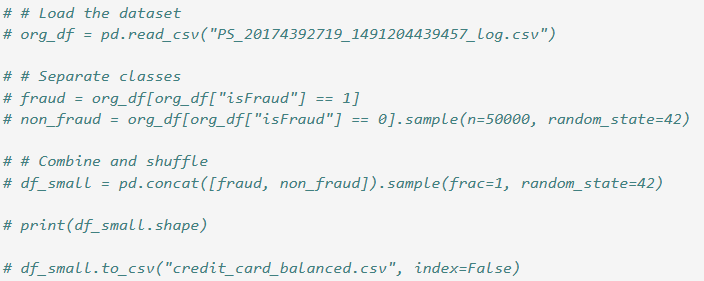 # # Load the dataset
# org_df = pd.read_csv("PS_20174392719_1491204439457_log.csv")
# # Separate classes
# fraud = org_df[org_df["isFraud"] == 1]
# non_fraud = org_df[org_df["isFraud"] == 0].sample(n=50000, random_state=42)
# # Combine and shuffle
# df_small = pd.concat([fraud, non_fraud]).sample(frac=1, random_state=42)
# print(df_small.shape)
# df_small.to_csv("credit_card_balanced.csv", index=False)